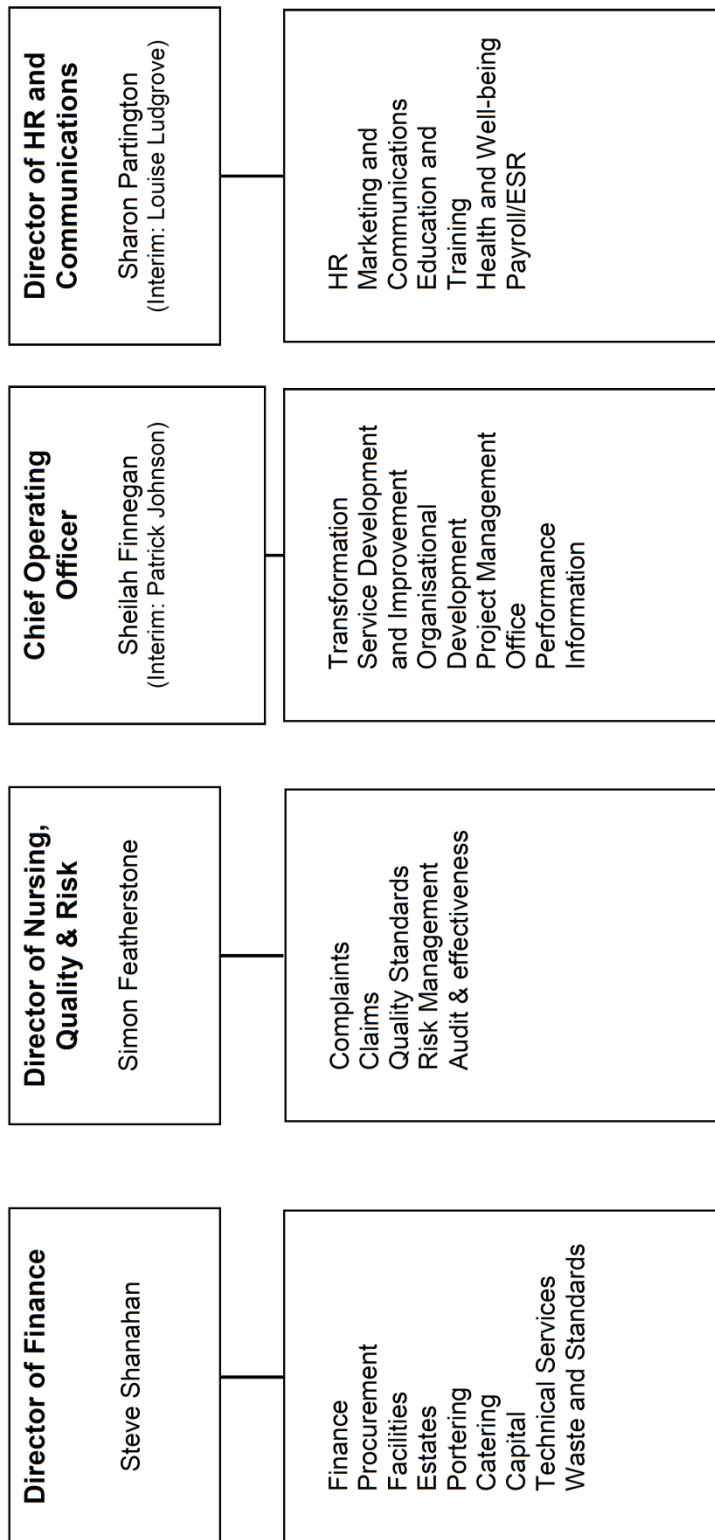 Director of Finance
Steve Shanahan
Finance
Procurement
Facilities
Estates
Portering
Catering
Capital
Technical Services
Waste and Standards
Director of Nursing,
Quality & Risk
Simon Featherstone
Complaints
Claims
Quality Standards
Risk Management
Audit & effectiveness
Chief Operating
Officer
Sheilah Finnegan
(Interim: Patrick Johnson)
Transformation
Service Development
and Improvement
Organisational
Development
Project Management
Office
Performance
Information
Director of HR and
Communications
Sharon Partington
(Interim: Louise Ludgrove)
HR
Marketing and
Communications
Education and
Training
Health and Well-being
Payroll/ESR